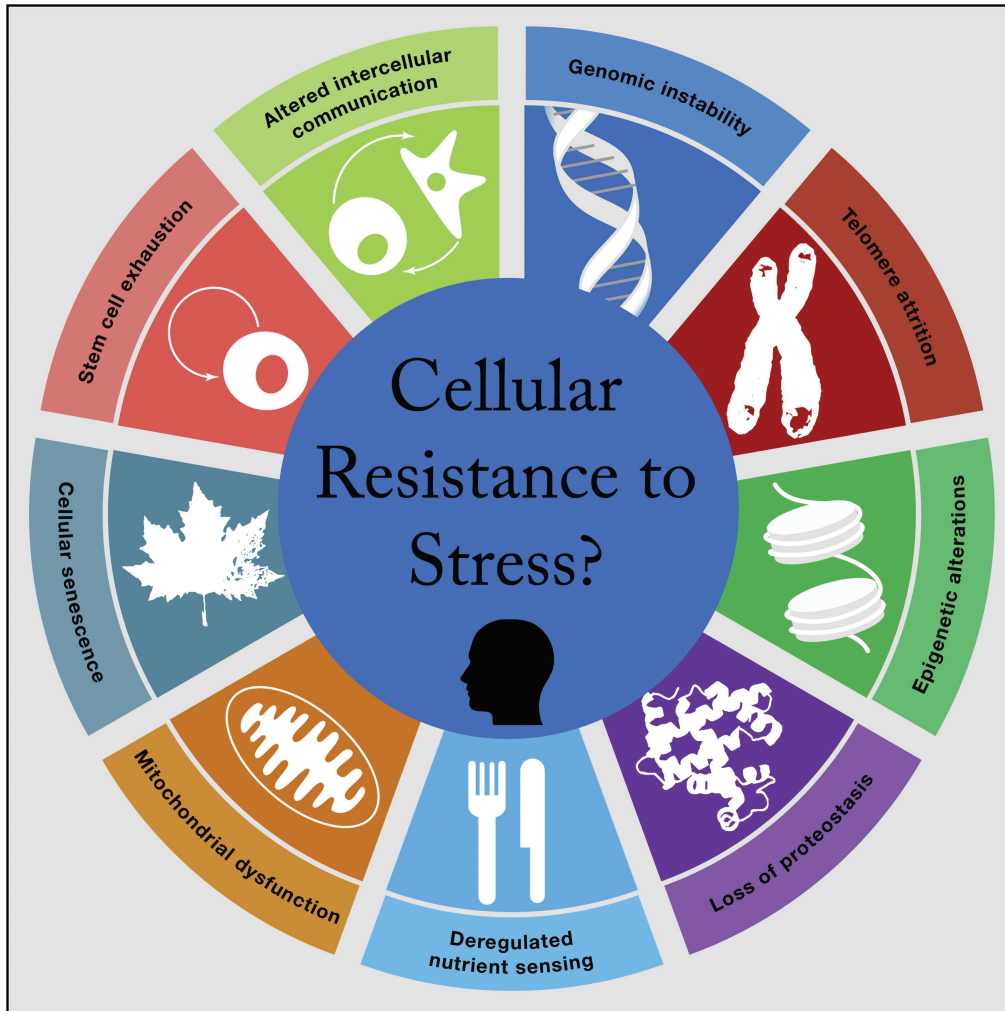 Cellular
Resistance to
Stress?
Genomic instability
Telomere attrition
Epigenetic alterations
Loss of proteostasis
Deregulated
nutrient sensing
Mitochondrial dysfunction
Cellular senescence
Stem cell exhaustion
Altered intercellular
communication